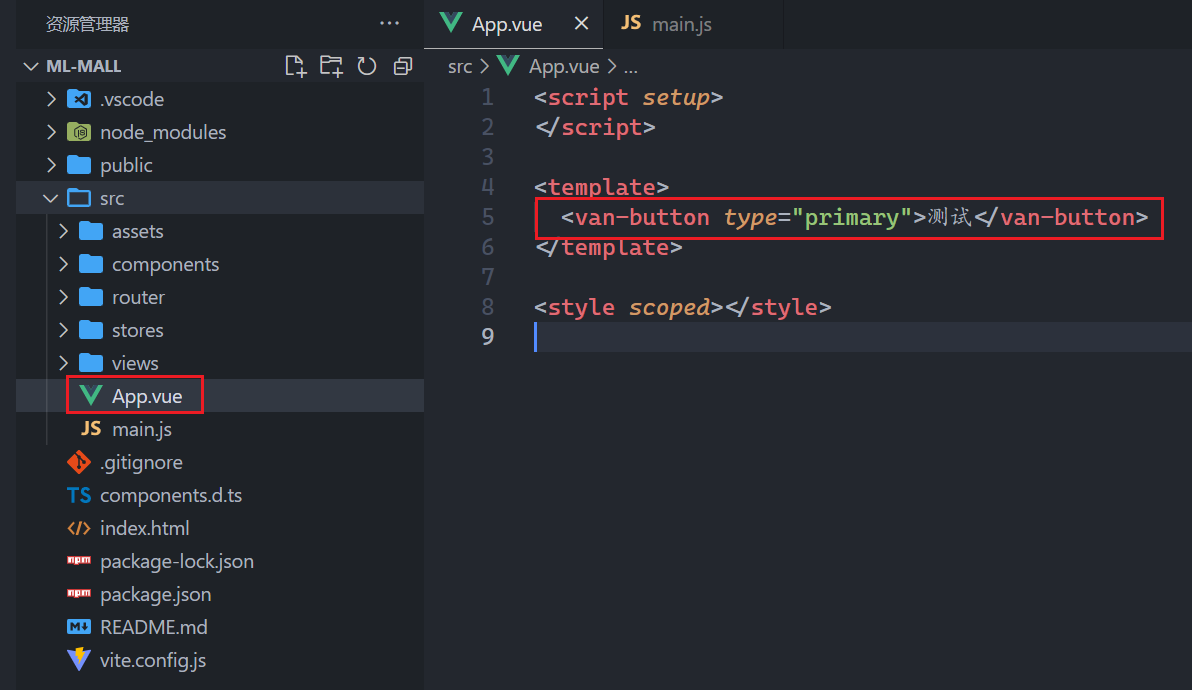 资源管理器 ···
ML-MALL
.vscode
node_modules
public
src
assets
components
router
stores
views
App.vue
JS main.js
.gitignore
TS components.d.ts
index.html
package-lock.json
package.json
README.md
vite.config.js
App.vue × JS main.js
src > App.vue > ...
1 <script setup>
2 </script>
3
4 <template>
5 <van-button type="primary">测试</van-button>
6 </template>
7
8 <style scoped></style>
9